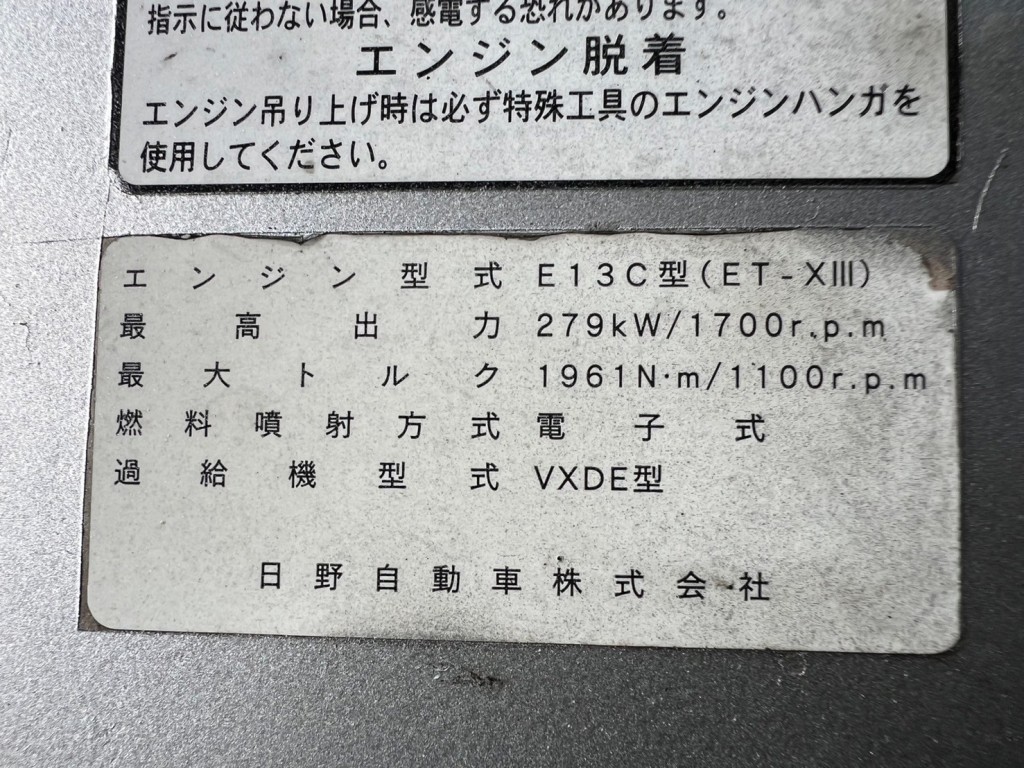 指示に従わない場合、感電する恐れがあります。
エンジン脱着
エンジン吊り上げ時は必ず特殊工具のエンジンハンガを
使用してください。
エンジン型式 E13C型(ET-XⅢ)
最高出力 279kW/1700r.p.m
最大トルク 1961N·m/1100r.p.m
燃料噴射方式 電子式
過給機型式 VXDE型
日野自動車株式会社